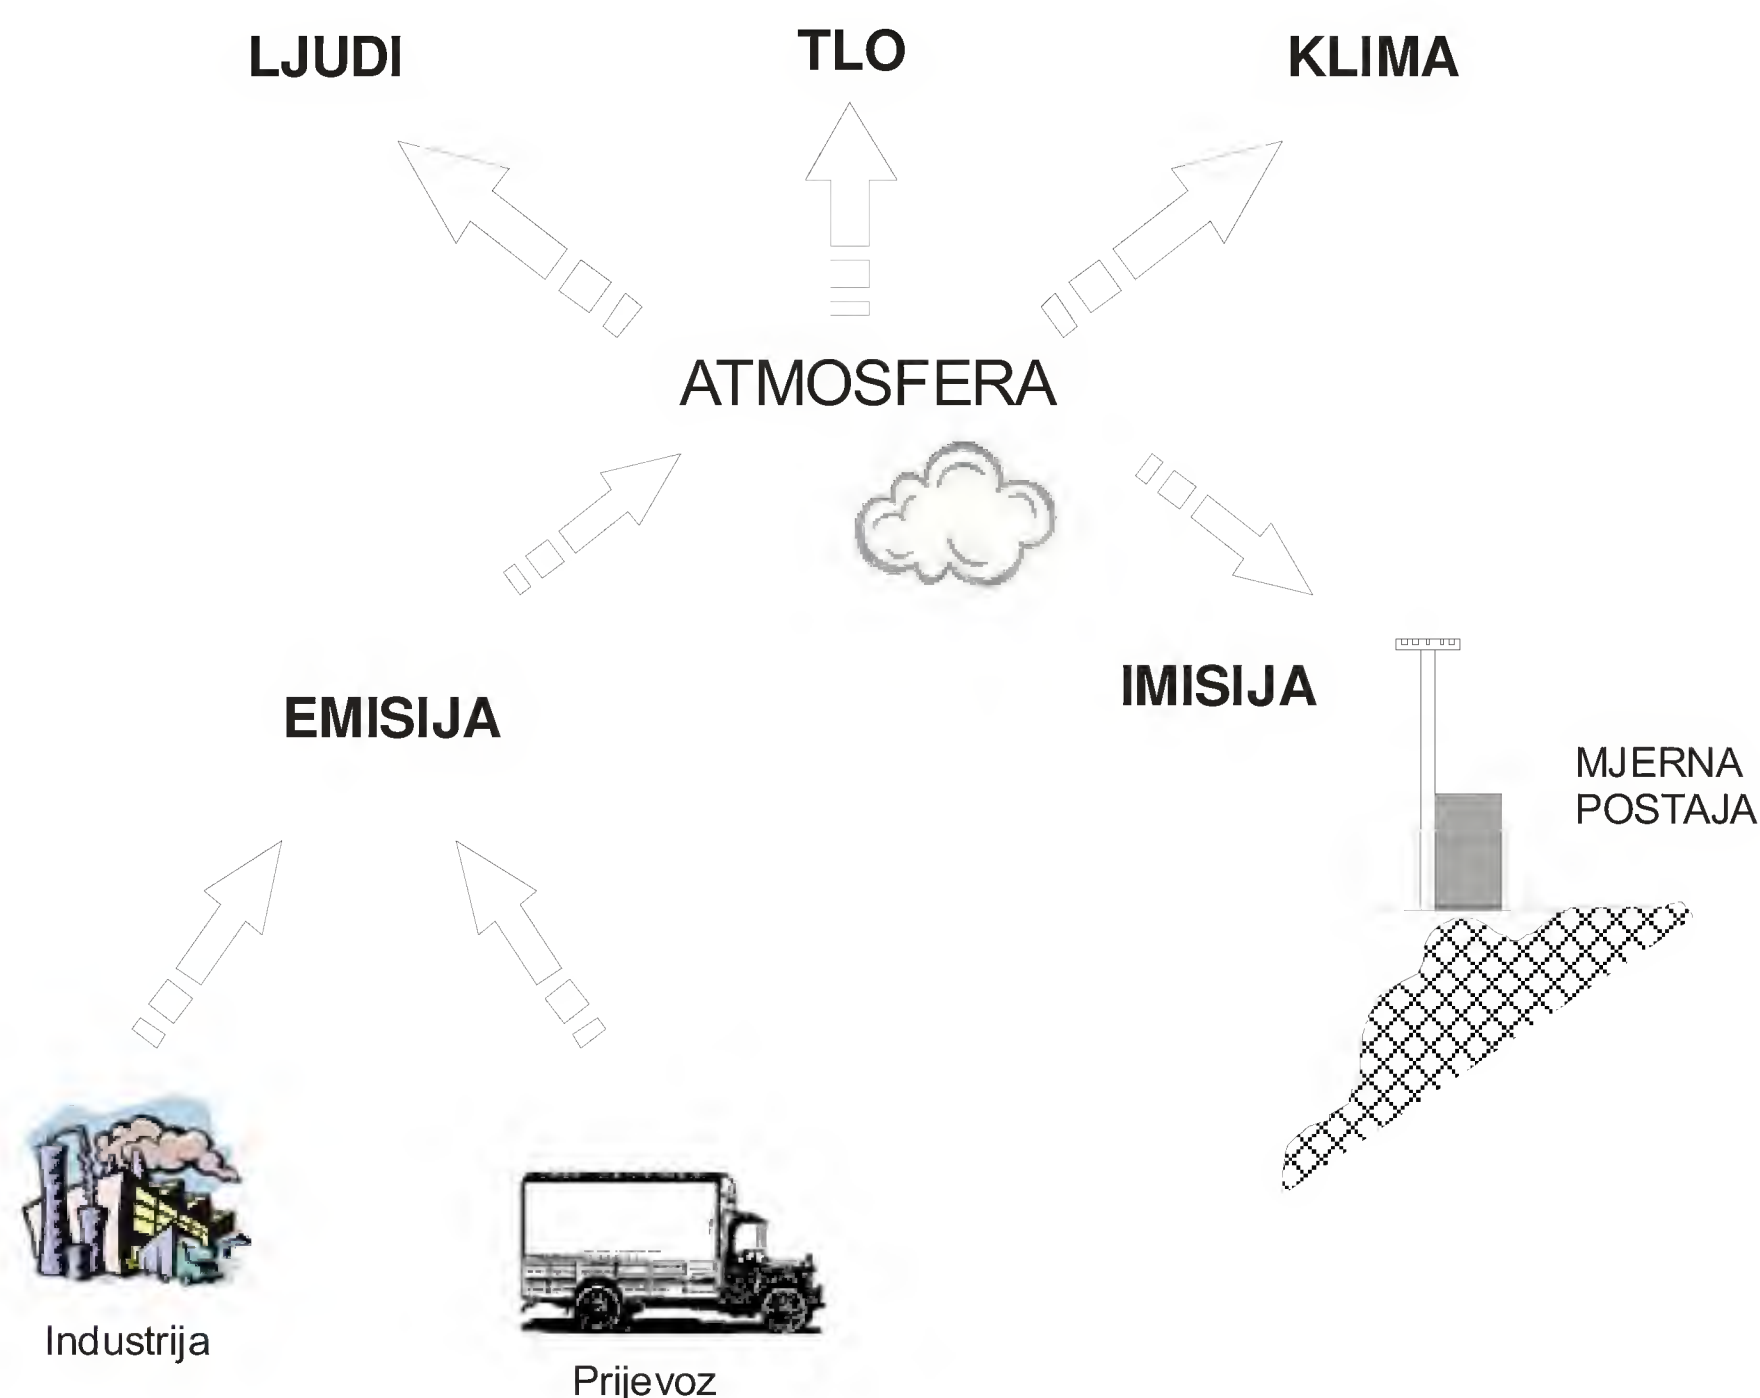 LJUDI
TLO
KLIMA
ATMOSFERA
EMISIJA
IMISIJA
MJERNA
POSTAJA
Industrija
Prijevoz